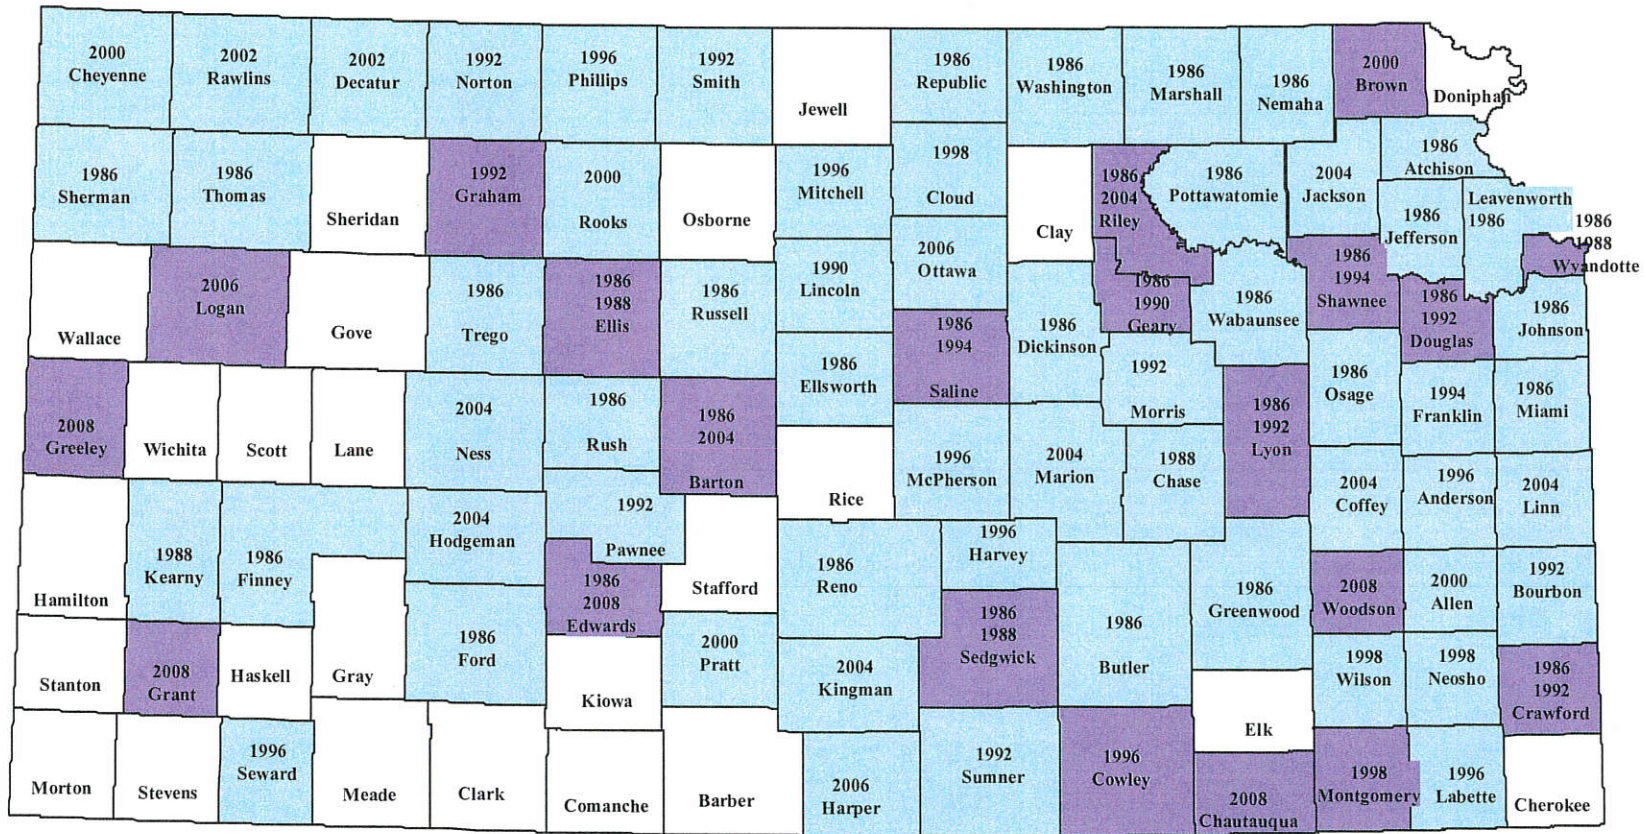 2000
Cheyenne
2002
Rawlins
2002
Decatur
1992
Norton
1996
Phillips
1992
Smith
Jewell
1986
Republic
1986
Washington
1986
Marshall
1986
Nemaha
2000
Brown
Doniphan
1986
Sherman
1986
Thomas
Sheridan
1992
Graham
2000
Rooks
Osborne
1996
Mitchell
1998
Cloud
Clay
1986
2004
Riley
1986
Pottawatomie
2004
Jackson
1986
Atchison
1986
Jefferson
Leavenworth
1986
1986
1988
Wyandotte
Wallace
2006
Logan
Gove
1986
Trego
1986
1988
Ellis
1986
Russell
1990
Lincoln
2006
Ottawa
1986
Dickinson
1986
1990
Geary
1986
Wabaunsee
1986
1994
Shawnee
1986
1992
Douglas
1986
Johnson
1986
Ellsworth
1986
1994
Saline
1992
Morris
1986
Osage
1994
Franklin
1986
Miami
2008
Greeley
Wichita
Scott
Lane
2004
Ness
1986
Rush
1986
2004
Barton
Rice
1996
McPherson
2004
Marion
1988
Chase
1986
1992
Lyon
2004
Coffey
1996
Anderson
2004
Linn
Hamilton
1988
Kearny
1986
Finney
2004
Hodgeman
1992
Pawnee
Stafford
1986
2008
Edwards
1986
Reno
1996
Harvey
1986
1988
Sedgwick
1986
Butler
1986
Greenwood
2008
Woodson
2000
Allen
1992
Bourbon
Stanton
2008
Grant
Haskell
Gray
1986
Ford
Kiowa
2000
Pratt
2004
Kingman
Elk
1998
Wilson
1998
Neosho
1986
1992
Crawford
Morton
Stevens
1996
Seward
Meade
Clark
Comanche
Barber
2006
Harper
1992
Sumner
1996
Cowley
2008
Chautauqua
1998
Montgomery
1996
Labette
Cherokee